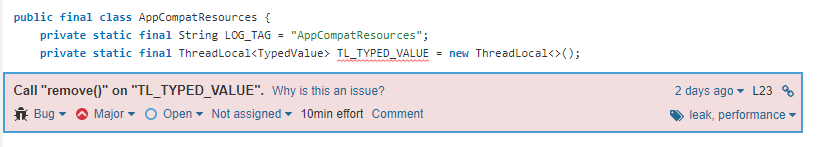 public final class AppCompatResources {
private static final String LOG_TAG = "AppCompatResources";
private static final ThreadLocal<TypedValue> TL_TYPED_VALUE = new ThreadLocal<>();
Call "remove()" on "TL_TYPED_VALUE". Why is this an issue? 2 days ago L23
Bug Major Open Not assigned 10min effort Comment leak, performance